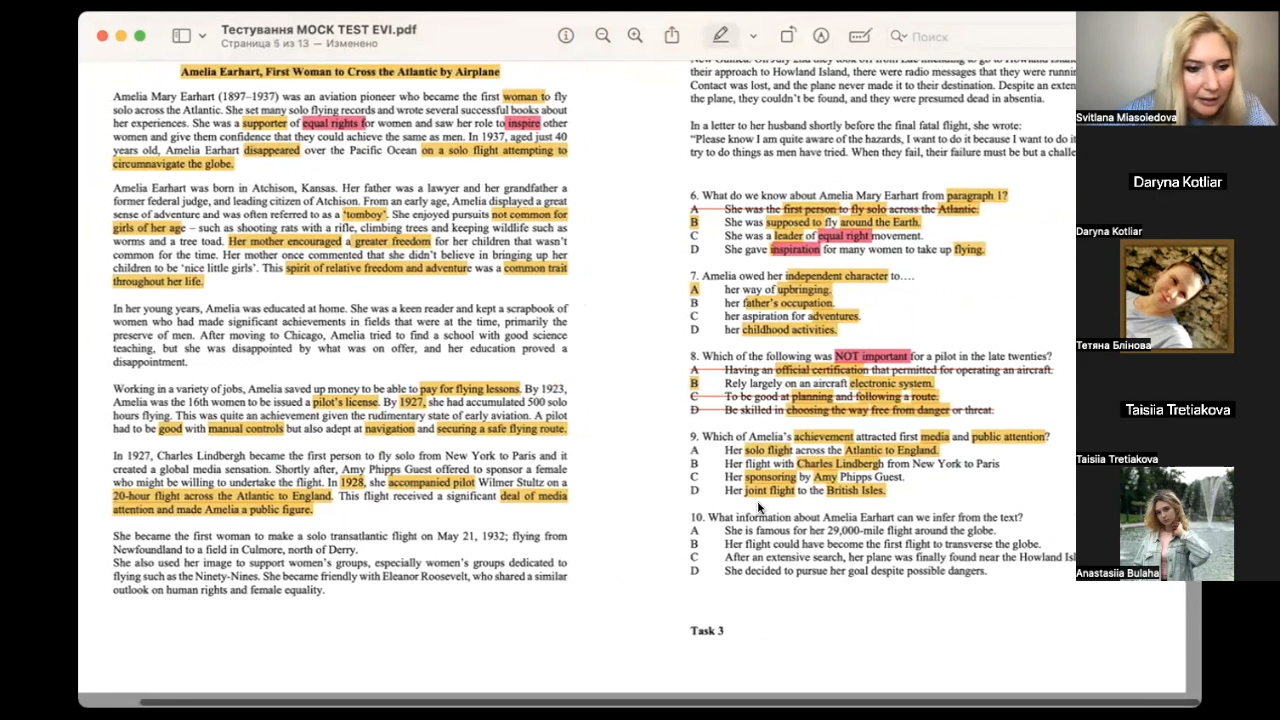 Тестування MOCK TEST EVI.pdf
Страница 5 из 13 — Изменено
Поиск
Amelia Earhart, First Woman to Cross the Atlantic by Airplane
Amelia Mary Earhart (1897–1937) was an aviation pioneer who became the first woman to fly
solo across the Atlantic. She set many solo flying records and wrote several successful books about
her experiences. She was a supporter of equal rights for women and saw her role to inspire other
women and give them confidence that they could achieve the same as men. In 1937, aged just 40
years old, Amelia Earhart disappeared over the Pacific Ocean on a solo flight attempting to
circumnavigate the globe.
Amelia Earhart was born in Atchison, Kansas. Her father was a lawyer and her grandfather a
former federal judge, and leading citizen of Atchison. From an early age, Amelia displayed a great
sense of adventure and was often referred to as a ‘tomboy’. She enjoyed pursuits not common for
girls of her age – such as shooting rats with a rifle, climbing trees and keeping wildlife such as
worms and a tree toad. Her mother encouraged a greater freedom for her children that wasn’t
common for the time. Her mother once commented that she didn’t believe in bringing up her
children to be ‘nice little girls’. This spirit of relative freedom and adventure was a common trait
throughout her life.
In her young years, Amelia was educated at home. She was a keen reader and kept a scrapbook of
women who had made significant achievements in fields that were at the time, primarily the
preserve of men. After moving to Chicago, Amelia tried to find a school with good science
teaching, but she was disappointed by what was on offer, and her education proved a
disappointment.
Working in a variety of jobs, Amelia saved up money to be able to pay for flying lessons. By 1923,
Amelia was the 16th women to be issued a pilot’s license. By 1927, she had accumulated 500 solo
hours flying. This was quite an achievement given the rudimentary state of early aviation. A pilot
had to be good with manual controls but also adept at navigation and securing a safe flying route.
In 1927, Charles Lindbergh became the first person to fly solo from New York to Paris and it
created a global media sensation. Shortly after, Amy Phipps Guest offered to sponsor a female
who might be willing to undertake the flight. In 1928, she accompanied pilot Wilmer Stultz on a
20-hour flight across the Atlantic to England. This flight received a significant deal of media
attention and made Amelia a public figure.
She became the first woman to make a solo transatlantic flight on May 21, 1932; flying from
Newfoundland to a field in Culmore, north of Derry.
She also used her image to support women’s groups, especially women’s groups dedicated to
flying such as the Ninety-Nines. She became friendly with Eleanor Roosevelt, who shared a similar
outlook on human rights and female equality.
their approach to Howland Island, there were radio messages that they were runnin
Contact was lost, and the plane never made it to their destination. Despite an exten
the plane, they couldn’t be found, and they were presumed dead in absentia.
In a letter to her husband shortly before the final fatal flight, she wrote:
“Please know I am quite aware of the hazards, I want to do it because I want to do i
try to do things as men have tried. When they fail, their failure must be but a challe
6. What do we know about Amelia Mary Earhart from paragraph 1?
A She was the first person to fly solo across the Atlantic.
B She was supposed to fly around the Earth.
C She was a leader of equal right movement.
D She gave inspiration for many women to take up flying.
7. Amelia owed her independent character to….
A her way of upbringing.
B her father’s occupation.
C her aspiration for adventures.
D her childhood activities.
8. Which of the following was NOT important for a pilot in the late twenties?
A Having an official certification that permitted for operating an aircraft.
B Rely largely on an aircraft electronic system.
C To be good at planning and following a route.
D Be skilled in choosing the way free from danger or threat.
9. Which of Amelia’s achievement attracted first media and public attention?
A Her solo flight across the Atlantic to England.
B Her flight with Charles Lindbergh from New York to Paris
C Her sponsoring by Amy Phipps Guest.
D Her joint flight to the British Isles.
10. What information about Amelia Earhart can we infer from the text?
A She is famous for her 29,000-mile flight around the globe.
B Her flight could have become the first flight to transverse the globe.
C After an extensive search, her plane was finally found near the Howland Isl
D She decided to pursue her goal despite possible dangers.
Task 3
Svitlana Miasoiedova
Daryna Kotliar
Daryna Kotliar
Тетяна Блінова
Taisiia Tretiakova
Taisiia Tretiakova
Anastasiia Bulaha